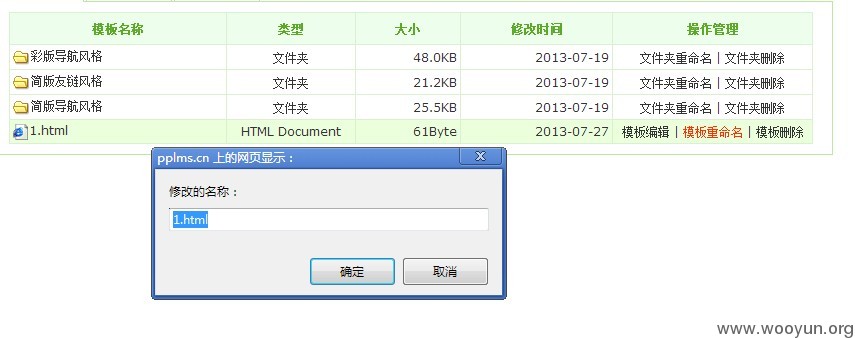 模板名称 类型 大小 修改时间 操作管理
彩版导航风格 文件夹 48.0KB 2013-07-19 文件夹重命名 | 文件夹删除
简版友链风格 文件夹 21.2KB 2013-07-19 文件夹重命名 | 文件夹删除
简版导航风格 文件夹 25.5KB 2013-07-19 文件夹重命名 | 文件夹删除
1.html HTML Document 61Byte 2013-07-27 模板编辑 | 模板重命名 | 模板删除
pplms.cn 上的网页显示：
修改的名称：
1.html
确定 取消
www.wooyun.org